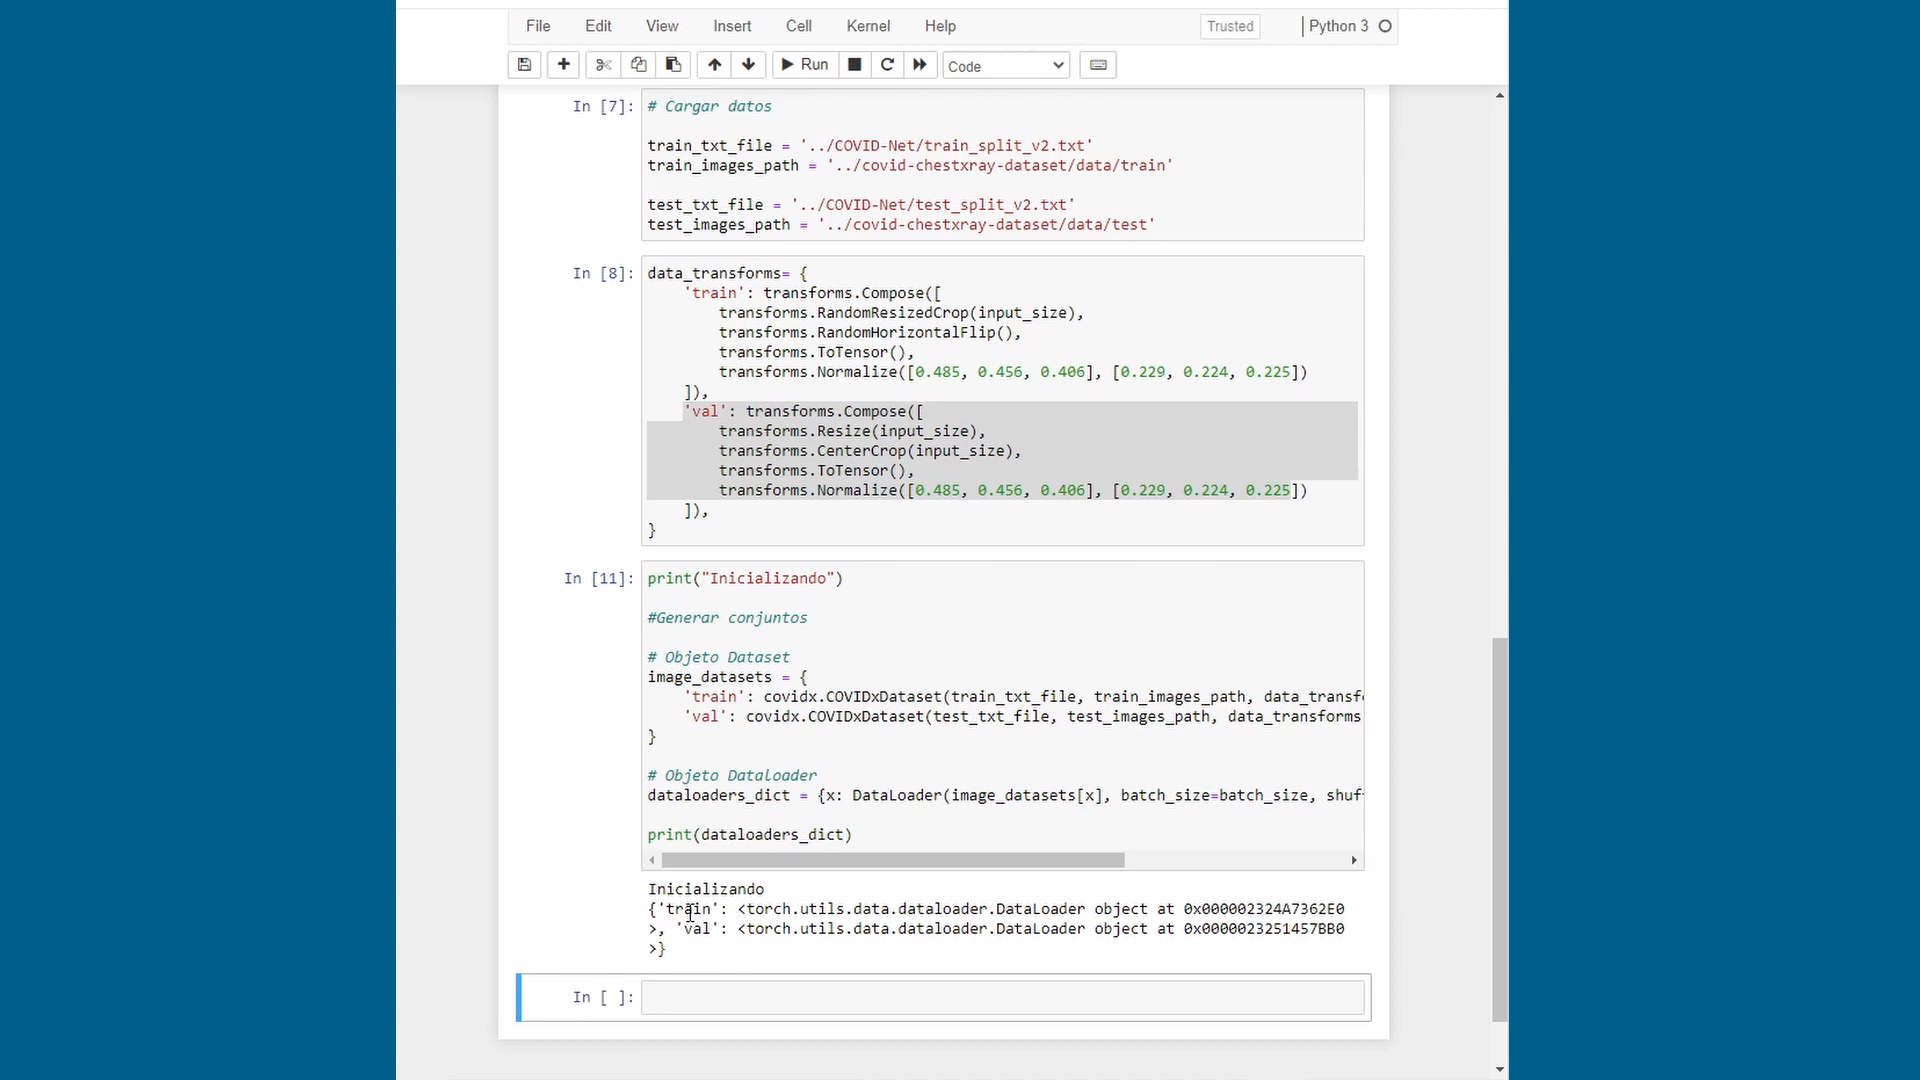 File Edit View Insert Cell Kernel Help Trusted Python 3
Run Code
In [7]: # Cargar datos
train_txt_file = '../COVID-Net/train_split_v2.txt'
train_images_path = '../covid-chestxray-dataset/data/train'
test_txt_file = '../COVID-Net/test_split_v2.txt'
test_images_path = '../covid-chestxray-dataset/data/test'
In [8]: data_transforms= {
'train': transforms.Compose([
transforms.RandomResizedCrop(input_size),
transforms.RandomHorizontalFlip(),
transforms.ToTensor(),
transforms.Normalize([0.485, 0.456, 0.406], [0.229, 0.224, 0.225])
]),
'val': transforms.Compose([
transforms.Resize(input_size),
transforms.CenterCrop(input_size),
transforms.ToTensor(),
transforms.Normalize([0.485, 0.456, 0.406], [0.229, 0.224, 0.225])
]),
}
In [11]: print("Inicializando")
#Generar conjuntos
# Objeto Dataset
image_datasets = {
'train': covidx.COVIDxDataset(train_txt_file, train_images_path, data_transf
'val': covidx.COVIDxDataset(test_txt_file, test_images_path, data_transforms
}
# Objeto DataLoader
dataloaders_dict = {x: DataLoader(image_datasets[x], batch_size=batch_size, shuf
print(dataloaders_dict)
Inicializando
{'train': <torch.utils.data.dataloader.DataLoader object at 0x000002324A7362E0
>, 'val': <torch.utils.data.dataloader.DataLoader object at 0x0000023251457BB0
>}
In [ ]: